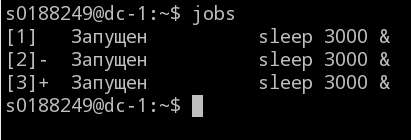 s0188249@dc-1:~$ jobs
[1]   Запущен          sleep 3000 &
[2]-  Запущен          sleep 3000 &
[3]+  Запущен          sleep 3000 &
s0188249@dc-1:~$